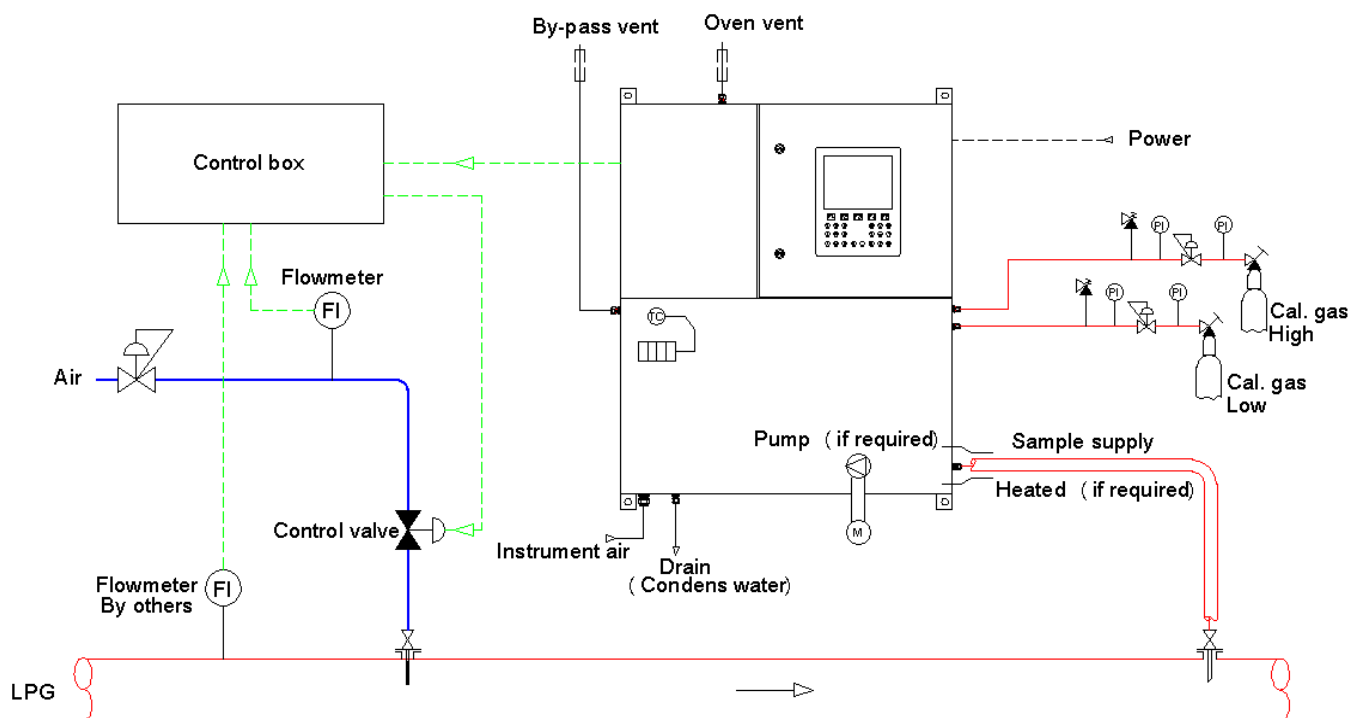 By-pass vent
Oven vent
Control box
Power
Flowmeter
FI
PI
PI
PI
PI
Cal. gas
High
Cal. gas
Low
TC
Air
Pump ( if required)
Sample supply
Heated ( if required)
M
Control valve
Instrument air
Drain
( Condens water)
Flowmeter
By others
FI
LPG